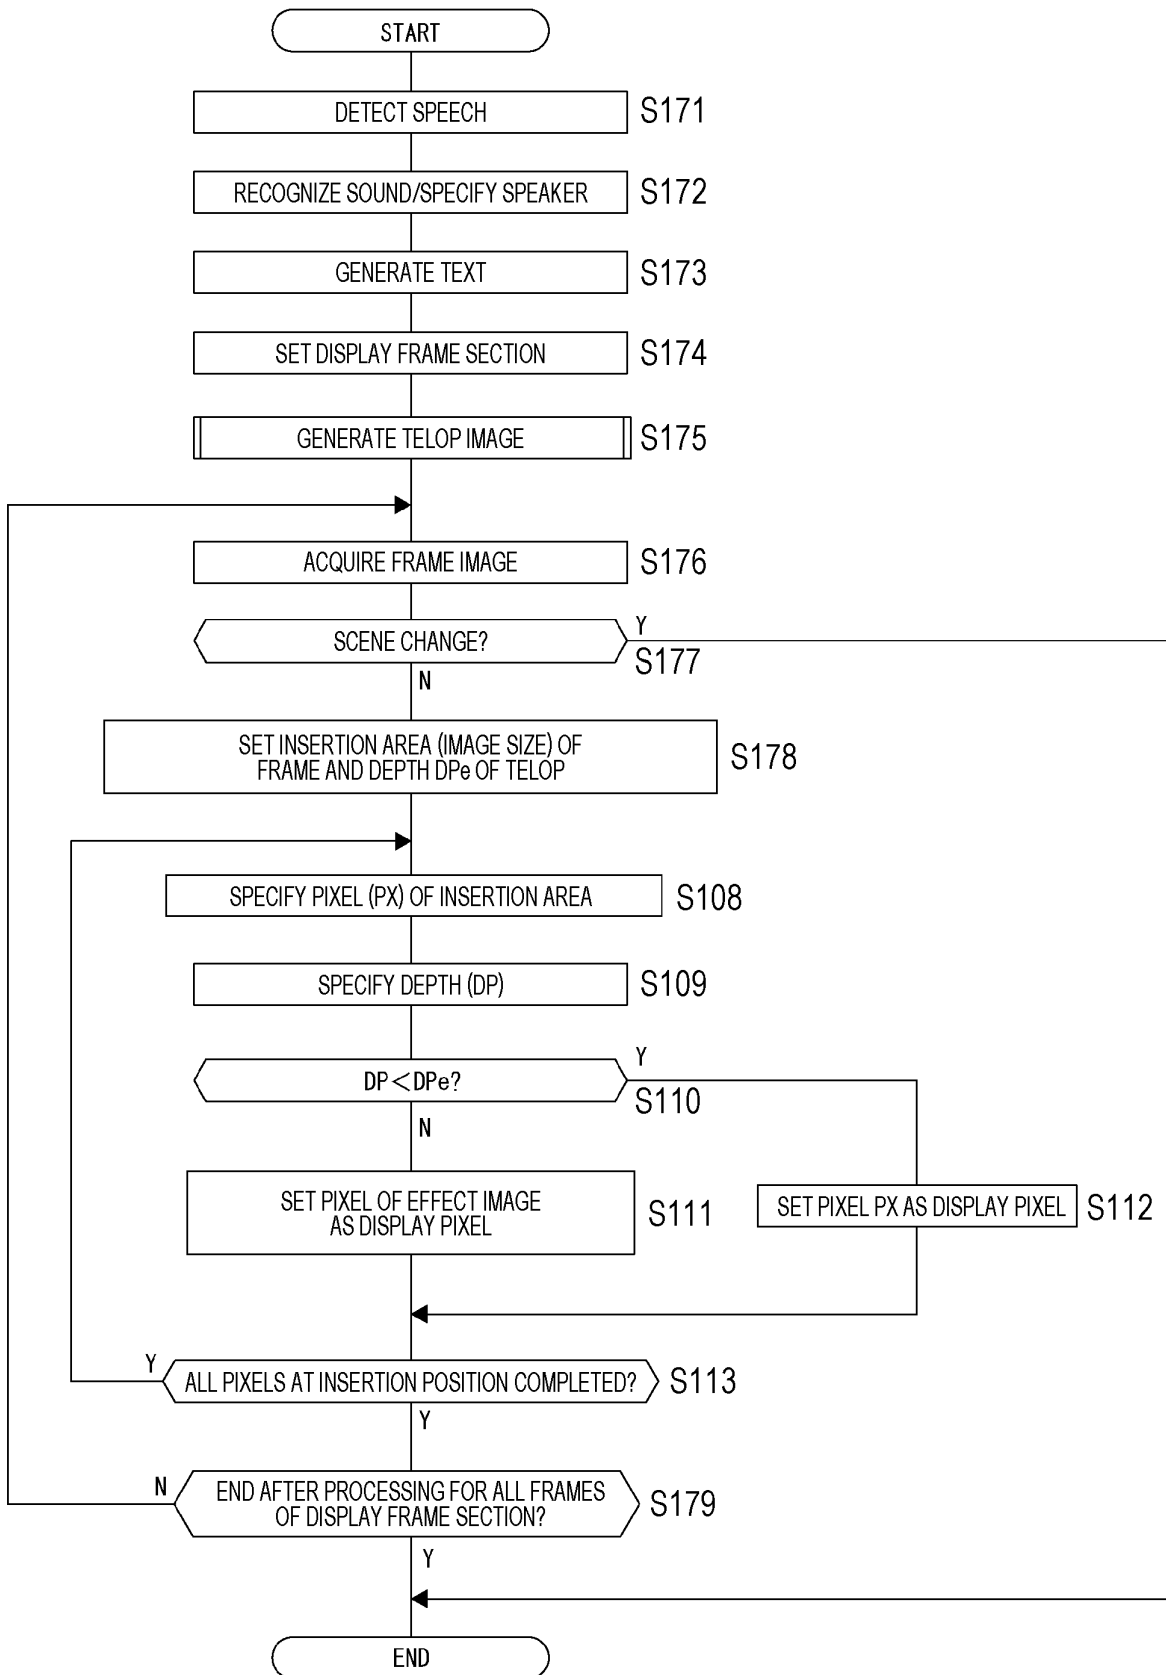 START
DETECT SPEECH S171
RECOGNIZE SOUND/SPECIFY SPEAKER S172
GENERATE TEXT S173
SET DISPLAY FRAME SECTION S174
GENERATE TELOP IMAGE S175
ACQUIRE FRAME IMAGE S176
SCENE CHANGE?
Y
S177
N
SET INSERTION AREA (IMAGE SIZE) OF
FRAME AND DEPTH DPe OF TELOP
S178
SPECIFY PIXEL (PX) OF INSERTION AREA S108
SPECIFY DEPTH (DP) S109
DP<DPe?
Y
S110
N
SET PIXEL OF EFFECT IMAGE
AS DISPLAY PIXEL
S111
SET PIXEL PX AS DISPLAY PIXEL S112
Y
ALL PIXELS AT INSERTION POSITION COMPLETED? S113
Y
N
END AFTER PROCESSING FOR ALL FRAMES
OF DISPLAY FRAME SECTION?
S179
Y
END